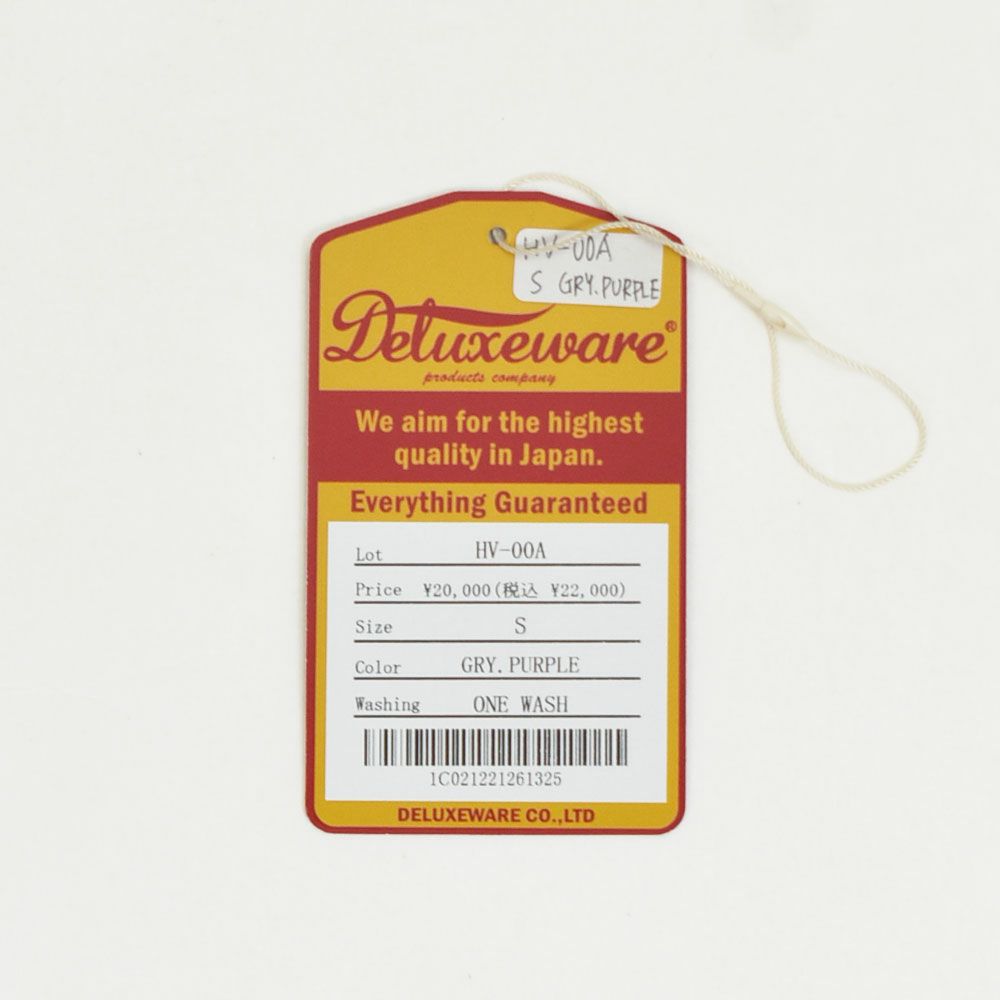 HV-00A
S GRY.PURPLE
Deluxeware®
products company
We aim for the highest
quality in Japan.
Everything Guaranteed
Lot HV-00A
Price ¥20,000(税込 ¥22,000)
Size S
Color GRY.PURPLE
Washing ONE WASH
1C021221261325
DELUXEWARE CO.,LTD